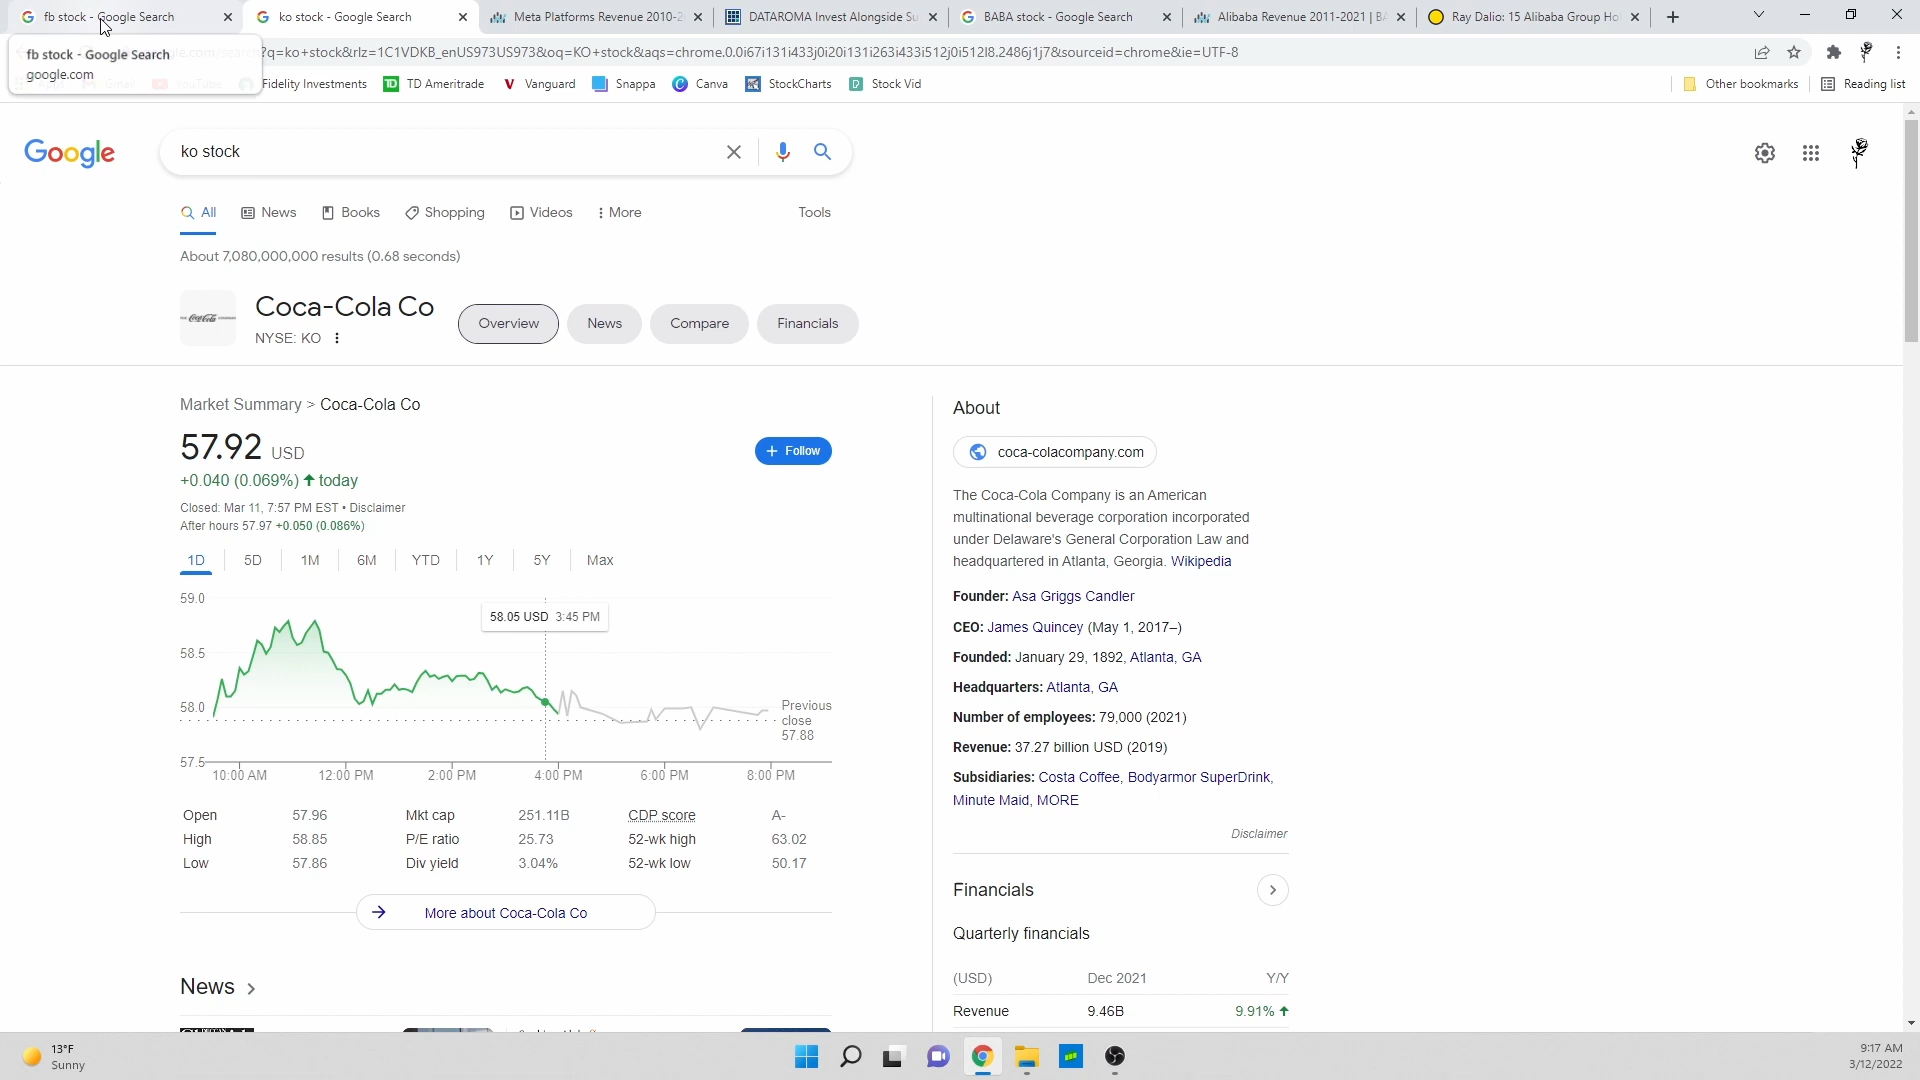 fb stock - Google Search
ko stock - Google Search
Meta Platforms Revenue 2010-2
DATAROMA Invest Alongside Su
BABA stock - Google Search
Alibaba Revenue 2011-2021 | BA
Ray Dalio: 15 Alibaba Group Ho
fb stock - Google Search
google.com
?q=ko+stock&rlz=1C1VDKB_enUS973US973&oq=KO+stock&aqs=chrome.0.0i67i131i433j0i20i131i263i433i512j0i512l8.2486j1j7&sourceid=chrome&ie=UTF-8
Fidelity Investments
TD Ameritrade
Vanguard
Snappa
Canva
StockCharts
Stock Vid
Other bookmarks
Reading list
Google
ko stock
All
News
Books
Shopping
Videos
More
Tools
About 7,080,000,000 results (0.68 seconds)
Coca-Cola
Coca-Cola Co
NYSE: KO
Overview
News
Compare
Financials
Market Summary > Coca-Cola Co
57.92 USD
+ Follow
+0.040 (0.069%) today
Closed: Mar 11, 7:57 PM EST • Disclaimer
After hours 57.97 +0.050 (0.086%)
1D
5D
1M
6M
YTD
1Y
5Y
Max
59.0
58.5
58.0
57.5
58.05 USD 3:45 PM
Previous
close
57.88
10:00 AM
12:00 PM
2:00 PM
4:00 PM
6:00 PM
8:00 PM
Open 57.96 Mkt cap 251.11B CDP score A-
High 58.85 P/E ratio 25.73 52-wk high 63.02
Low 57.86 Div yield 3.04% 52-wk low 50.17
More about Coca-Cola Co
News
About
coca-colacompany.com
The Coca-Cola Company is an American
multinational beverage corporation incorporated
under Delaware's General Corporation Law and
headquartered in Atlanta, Georgia. Wikipedia
Founder: Asa Griggs Candler
CEO: James Quincey (May 1, 2017–)
Founded: January 29, 1892, Atlanta, GA
Headquarters: Atlanta, GA
Number of employees: 79,000 (2021)
Revenue: 37.27 billion USD (2019)
Subsidiaries: Costa Coffee, Bodyarmor SuperDrink,
Minute Maid, MORE
Disclaimer
Financials
Quarterly financials
(USD) Dec 2021 Y/Y
Revenue 9.46B 9.91%
13°F
Sunny
9:17 AM
3/12/2022